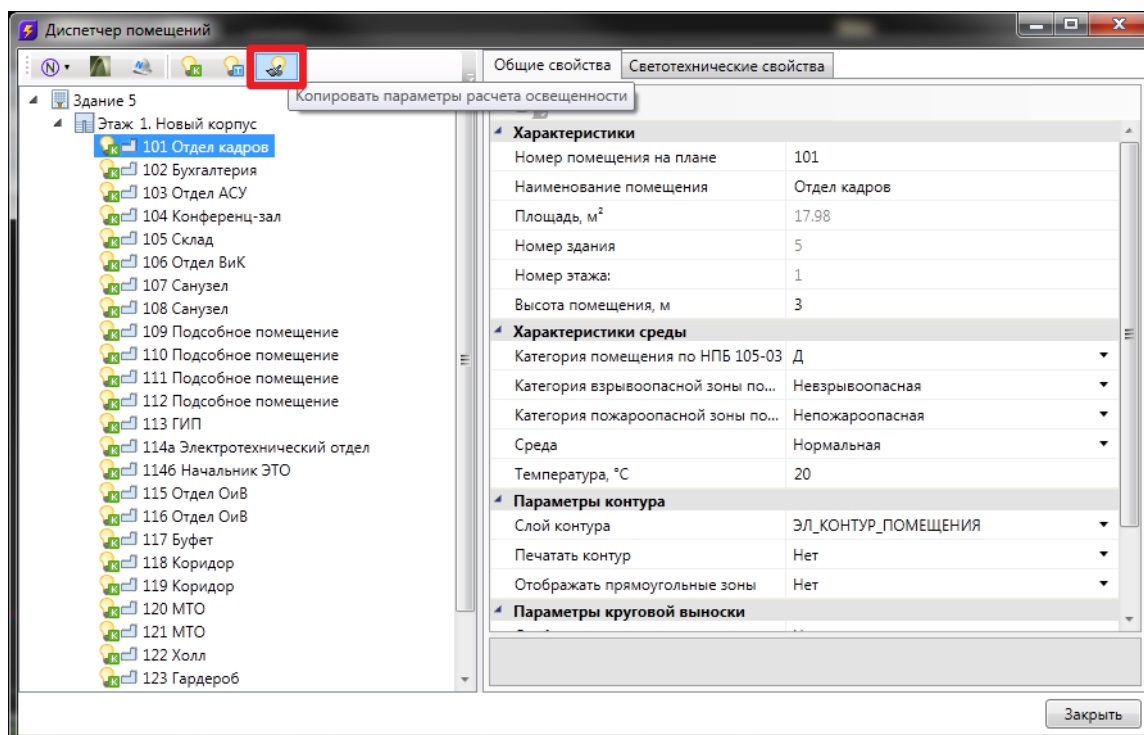 Диспетчер помещений
N
К
Общие свойства
Светотехнические свойства
Копировать параметры расчета освещенности
Здание 5
Этаж 1. Новый корпус
101 Отдел кадров
102 Бухгалтерия
103 Отдел АСУ
104 Конференц-зал
105 Склад
106 Отдел ВиК
107 Санузел
108 Санузел
109 Подсобное помещение
110 Подсобное помещение
111 Подсобное помещение
112 Подсобное помещение
113 ГИП
114а Электротехнический отдел
114б Начальник ЭТО
115 Отдел ОиВ
116 Отдел ОиВ
117 Буфет
118 Коридор
119 Коридор
120 МТО
121 МТО
122 Холл
123 Гардероб
Характеристики
Номер помещения на плане 101
Наименование помещения Отдел кадров
Площадь, м² 17.98
Номер здания 5
Номер этажа: 1
Высота помещения, м 3
Характеристики среды
Категория помещения по НПБ 105-03 Д
Категория взрывоопасной зоны по... Невзрывоопасная
Категория пожароопасной зоны по... Непожароопасная
Среда Нормальная
Температура, °С 20
Параметры контура
Слой контура ЭЛ_КОНТУР_ПОМЕЩЕНИЯ
Печатать контур Нет
Отображать прямоугольные зоны Нет
Параметры круговой выноски
Закрыть